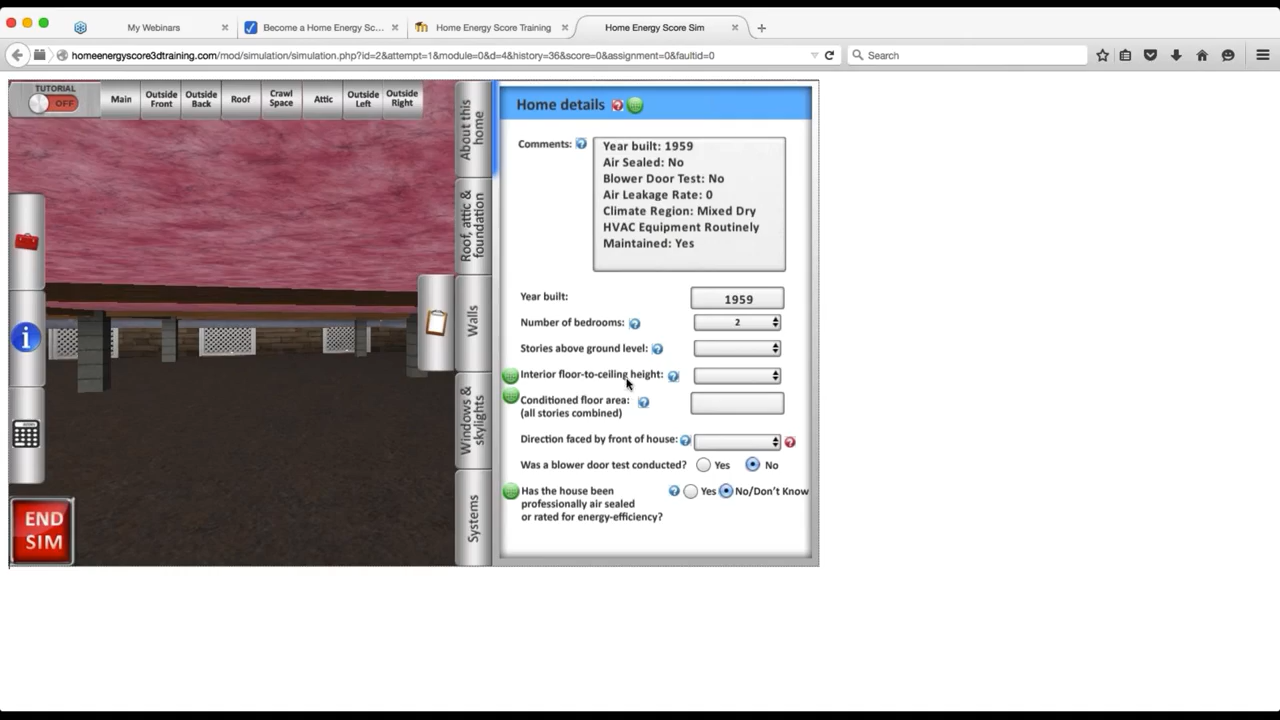 My Webinars
Become a Home Energy Sc...
Home Energy Score Training
Home Energy Score Sim
homeenergyscore3dtraining.com/mod/simulation/simulation.php?id=2&attempt=1&module=0&d=4&history=36&score=0&assignment=0&faultid=0
Search
TUTORIAL
OFF
Main
Outside Front
Outside Back
Roof
Crawl Space
Attic
Outside Left
Outside Right
About this home
Roof, attic & foundation
Walls
Windows & skylights
Systems
END SIM
Home details
Comments:
Year built: 1959
Air Sealed: No
Blower Door Test: No
Air Leakage Rate: 0
Climate Region: Mixed Dry
HVAC Equipment Routinely
Maintained: Yes
Year built: 1959
Number of bedrooms: 2
Stories above ground level:
Interior floor-to-ceiling height:
Conditioned floor area:
(all stories combined)
Direction faced by front of house:
Was a blower door test conducted? Yes No
Has the house been Yes No/Don't Know
professionally air sealed
or rated for energy-efficiency?